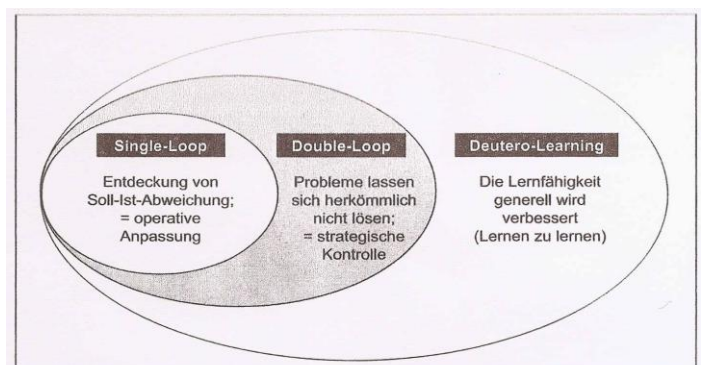 Single-Loop
Entdeckung von
Soll-Ist-Abweichung;
= operative
Anpassung
Double-Loop
Probleme lassen
sich herkömmlich
nicht lösen;
= strategische
Kontrolle
Deutero-Learning
Die Lernfähigkeit
generell wird
verbessert
(Lernen zu lernen)